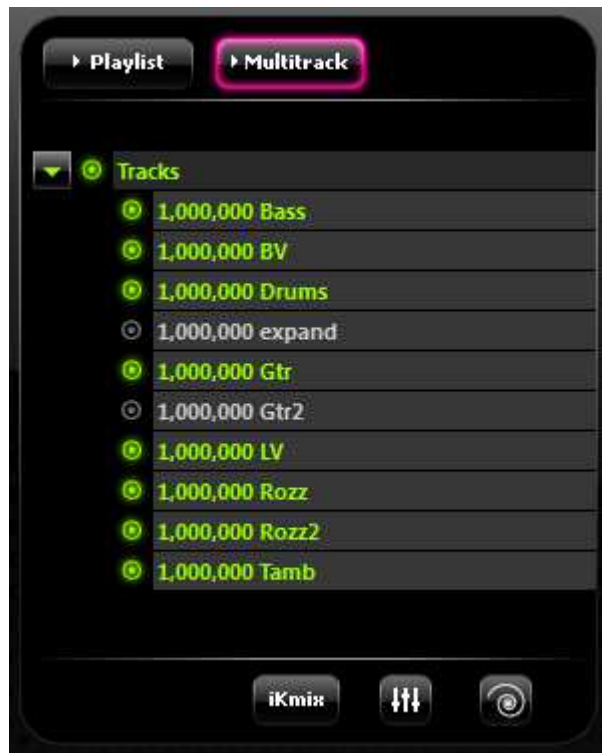 Playlist Multitrack
Tracks
1,000,000 Bass
1,000,000 BV
1,000,000 Drums
1,000,000 expand
1,000,000 Gtr
1,000,000 Gtr2
1,000,000 LV
1,000,000 Rozz
1,000,000 Rozz2
1,000,000 Tamb
iKmix